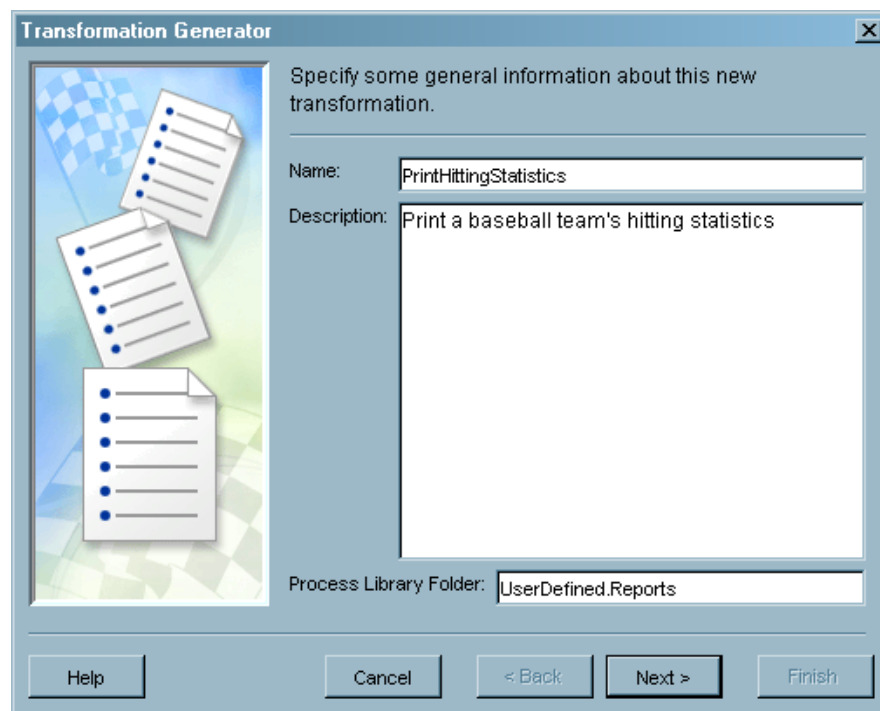 Transformation Generator
Specify some general information about this new
transformation.
Name:
PrintHittingStatistics
Description:
Print a baseball team's hitting statistics
Process Library Folder:
UserDefined.Reports
Help
Cancel
< Back
Next >
Finish